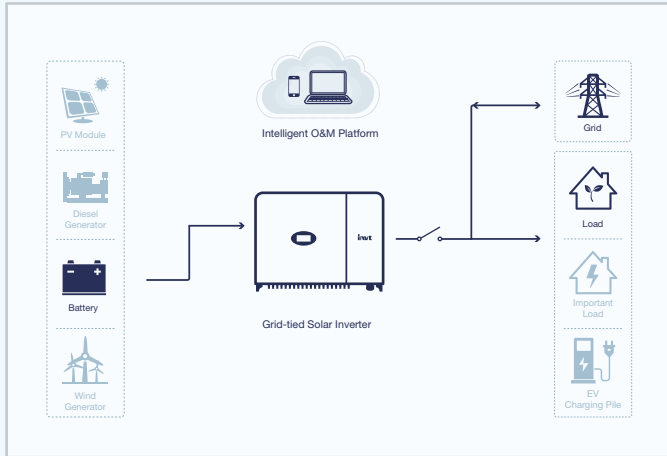 PV Module
Diesel
Generator
Battery
Wind
Generator
Intelligent O&M Platform
invt
Grid-tied Solar Inverter
Grid
Load
Important
Load
EV
Charging Pile